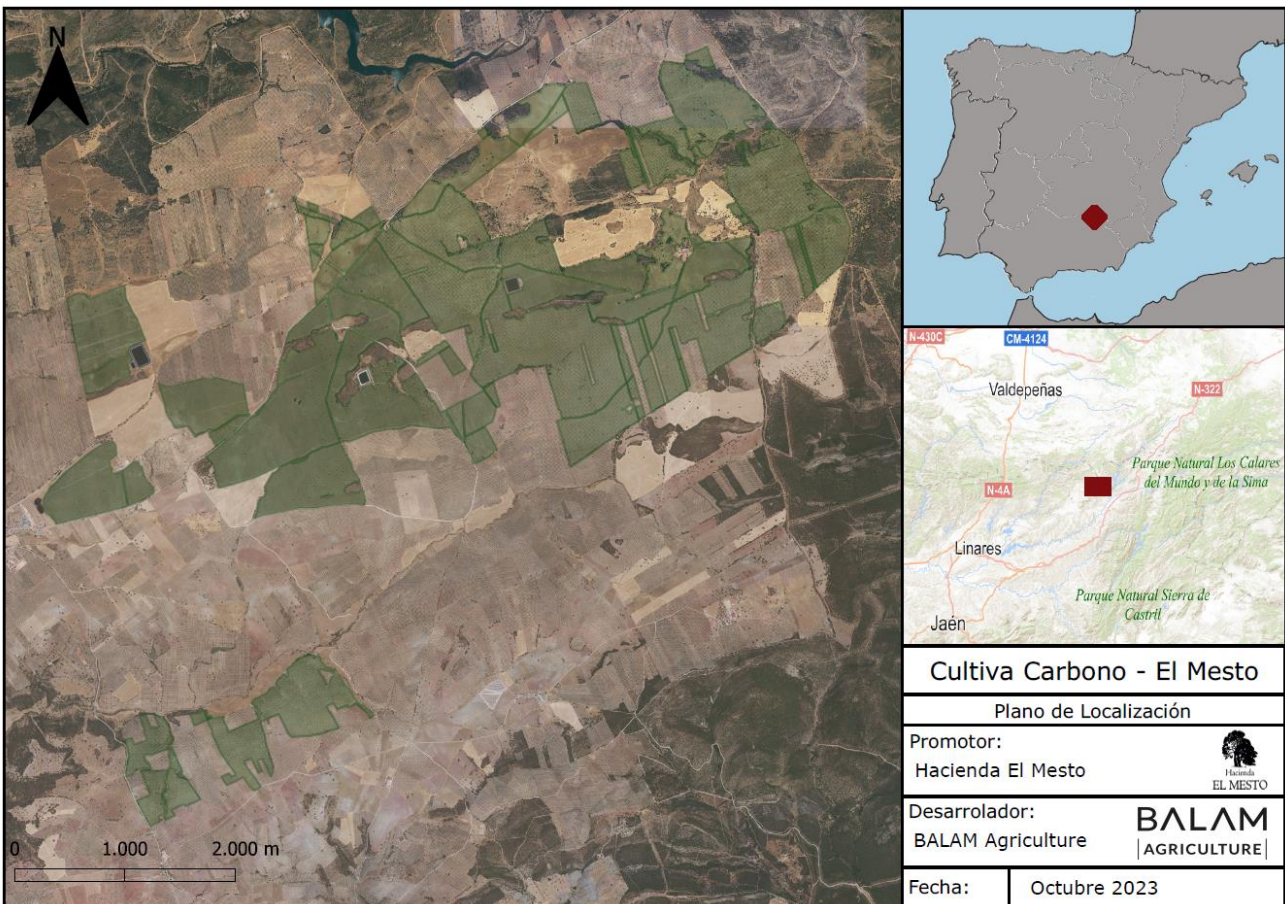 N
0 1.000 2.000 m
N-430C
CM-4124
Valdepeñas
N-322
Parque Natural Los Calares
del Mundo y de la Sima
N-4A
Linares
Parque Natural Sierra de
Castril
Jaén
Cultiva Carbono - El Mesto
Plano de Localización
Promotor:
Hacienda El Mesto
Hacienda
EL MESTO
Desarrolador:
BALAM Agriculture
BALAM
AGRICULTURE
Fecha:
Octubre 2023